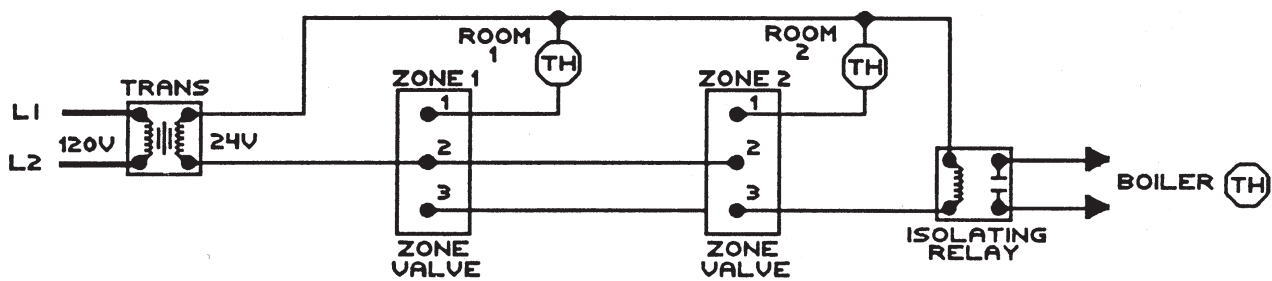 ROOM
1
TH
ROOM
2
TH
TRANS
ZONE 1
ZONE 2
L1
120V
24V
L2
1
2
3
1
2
3
BOILER
TH
ISOLATING
RELAY
ZONE
VALVE
ZONE
VALVE